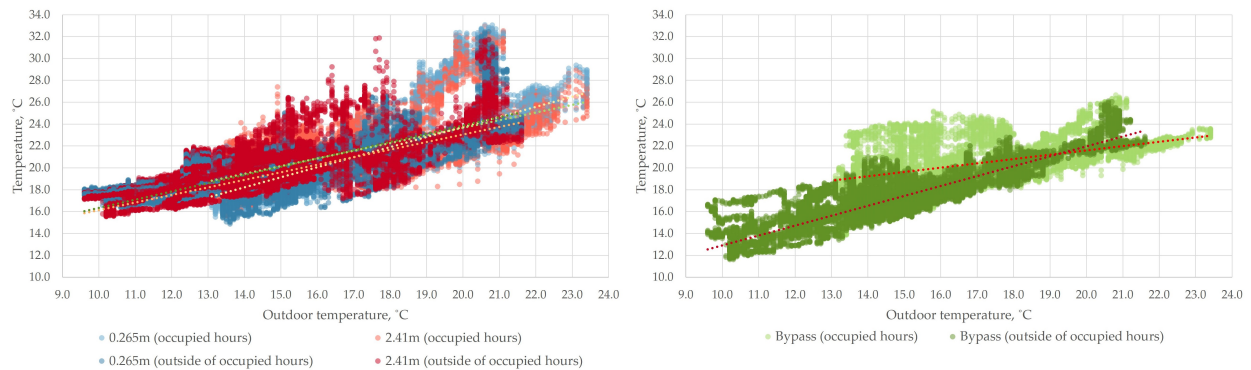 34.0
32.0
30.0
28.0
26.0
24.0
22.0
20.0
18.0
16.0
14.0
12.0
10.0
Temperature, ˚C
9.0 10.0 11.0 12.0 13.0 14.0 15.0 16.0 17.0 18.0 19.0 20.0 21.0 22.0 23.0 24.0
Outdoor temperature, ˚C
0.265m (occupied hours) 2.41m (occupied hours)
0.265m (outside of occupied hours) 2.41m (outside of occupied hours)
34.0
32.0
30.0
28.0
26.0
24.0
22.0
20.0
18.0
16.0
14.0
12.0
10.0
Temperature, ˚C
9.0 10.0 11.0 12.0 13.0 14.0 15.0 16.0 17.0 18.0 19.0 20.0 21.0 22.0 23.0 24.0
Outdoor temperature, ˚C
Bypass (occupied hours) Bypass (outside of occupied hours)